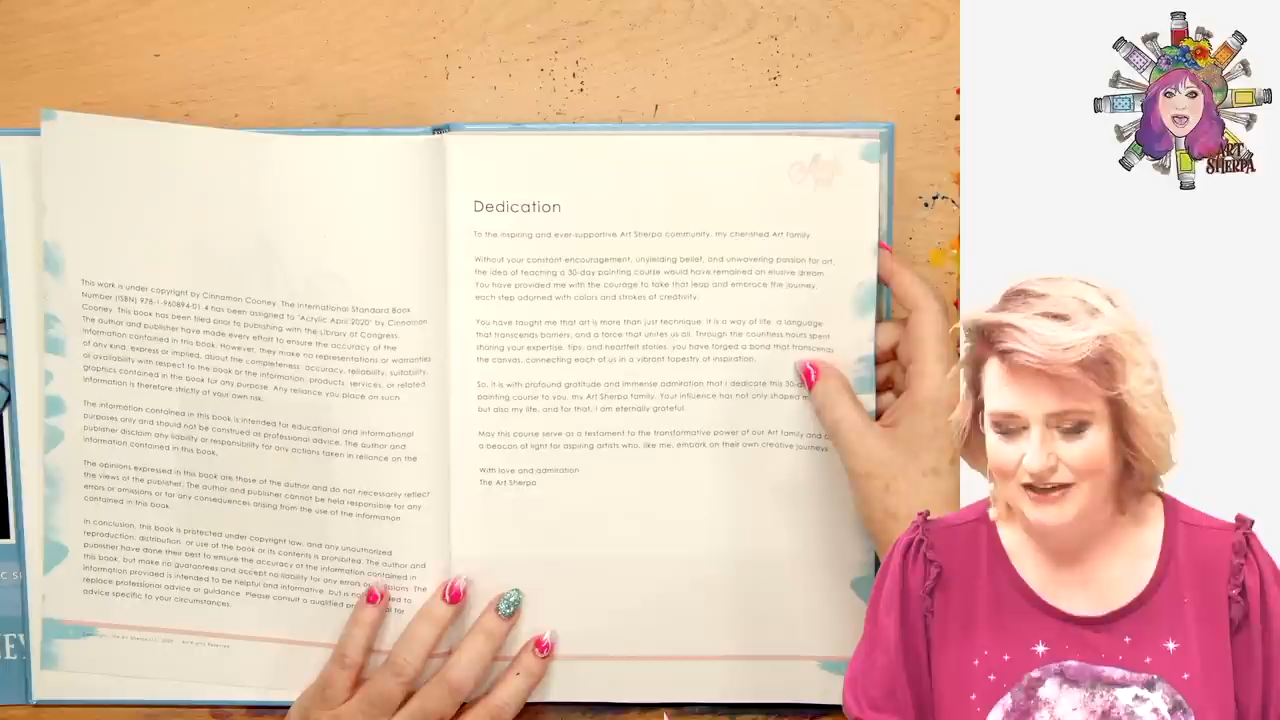 This work is under copyright by Cinnamon Cooney. The International Standard Book
Number (ISBN) 978-1-960894-01-4 has been assigned to "Acrylic April 2020" by Cinnamon
Cooney. This book has been filed prior to publishing with the Library of Congress.
The author and publisher have made every effort to ensure the accuracy of the
information contained in this book. However, they make no representations or warranties
of any kind, express or implied, about the completeness, accuracy, reliability, suitability,
or availability with respect to the book or the information, products, services, or related
graphics contained in the book for any purpose. Any reliance you place on such
information is therefore strictly at your own risk.
The information contained in this book is intended for educational and informational
purposes only and should not be construed as professional advice. The author and
publisher disclaim any liability or responsibility for any actions taken in reliance on the
information contained in this book.
The opinions expressed in this book are those of the author and do not necessarily reflect
the views of the publisher. The author and publisher cannot be held responsible for any
errors or omissions or for any consequences arising from the use of the information
contained in this book.
In conclusion, this book is protected under copyright law, and any unauthorized
reproduction, distribution, or use of the book or its contents is prohibited. The author and
publisher have done their best to ensure the accuracy of the information contained in
this book, but make no guarantees and accept no liability for any errors or The
information provided is intended to be helpful and informative, but is to
replace professional advice or guidance. Please consult a qualified for
advice specific to your circumstances.
Dedication
To the inspiring and ever-supportive Art Sherpa community, my cherished Art Family
Without your constant encouragement, unyielding belief, and unwavering passion for art,
the idea of teaching a 30-day painting course would have remained an elusive dream.
You have provided me with the courage to take that leap and embrace the journey,
each step adorned with colors and strokes of creativity.
You have taught me that art is more than just technique; it is a way of life, a language
that transcends barriers, and a force that unites us all. Through the countless hours spent
sharing your expertise, tips, and heartfelt stories, you have forged a bond that transcends
the canvas, connecting each of us in a vibrant tapestry of inspiration.
So, it is with profound gratitude and immense admiration that I dedicate this
painting course to you, my Art Sherpa family. Your influence has not only shaped
but also my life, and for that, I am eternally grateful
May this course serve as a testament to the transformative power of our Art family and
a beacon of light for aspiring artists who, like me, embark on their own creative journeys
With love and admiration
The Art Sherpa
ART
SHERPA